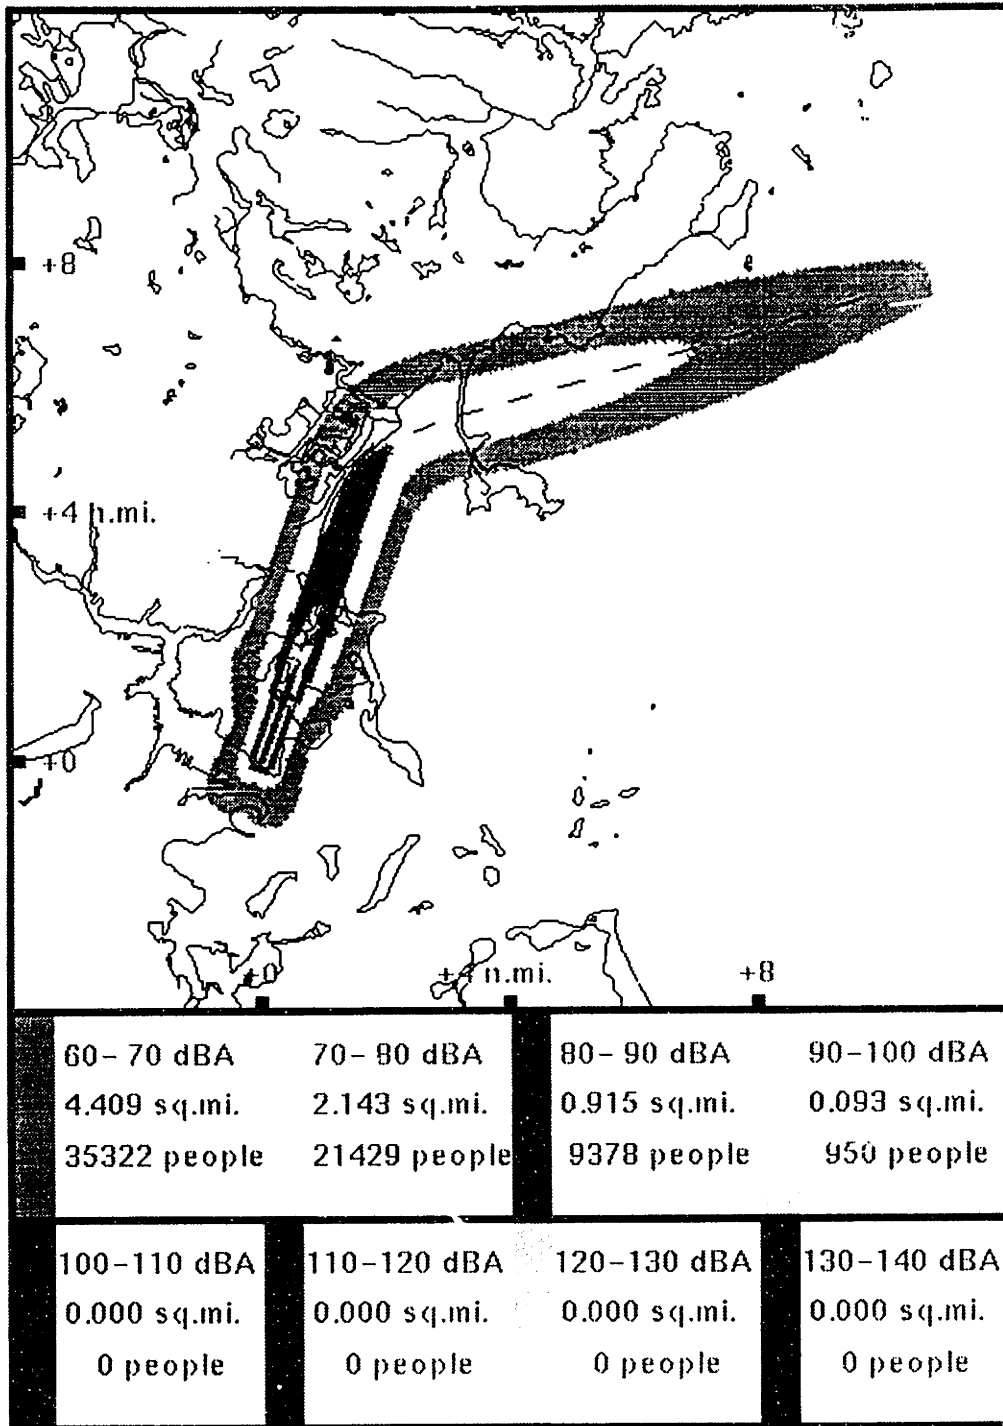 +8
+4 n.mi.
+0
+0 +4 n.mi. +8
60-70 dBA 70-80 dBA 80-90 dBA 90-100 dBA
4.409 sq.mi. 2.143 sq.mi. 0.915 sq.mi. 0.093 sq.mi.
35322 people 21429 people 9378 people 950 people
100-110 dBA 110-120 dBA 120-130 dBA 130-140 dBA
0.000 sq.mi. 0.000 sq.mi. 0.000 sq.mi. 0.000 sq.mi.
0 people 0 people 0 people 0 people